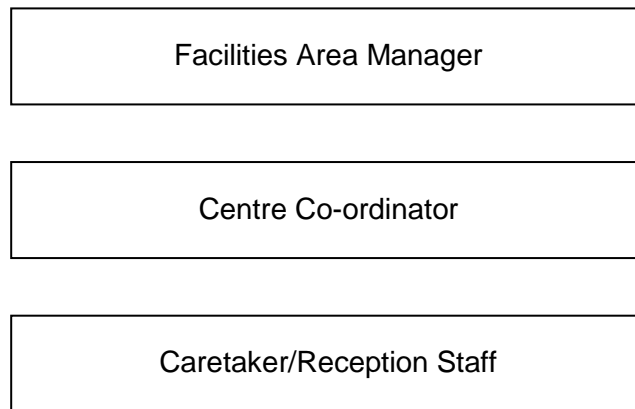 Facilities Area Manager
Centre Co-ordinator
Caretaker/Reception Staff